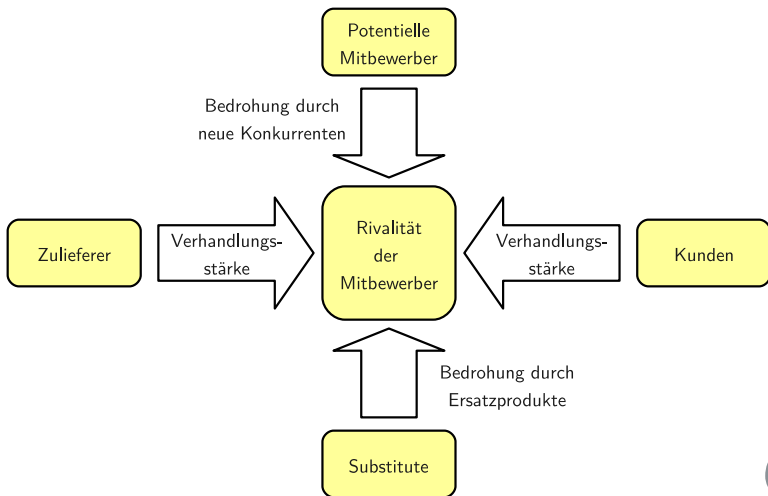 Potentielle
Mitbewerber
Bedrohung durch
neue Konkurrenten
Zulieferer
Verhandlungs-
stärke
Rivalität
der
Mitbewerber
Verhandlungs-
stärke
Kunden
Bedrohung durch
Ersatzprodukte
Substitute